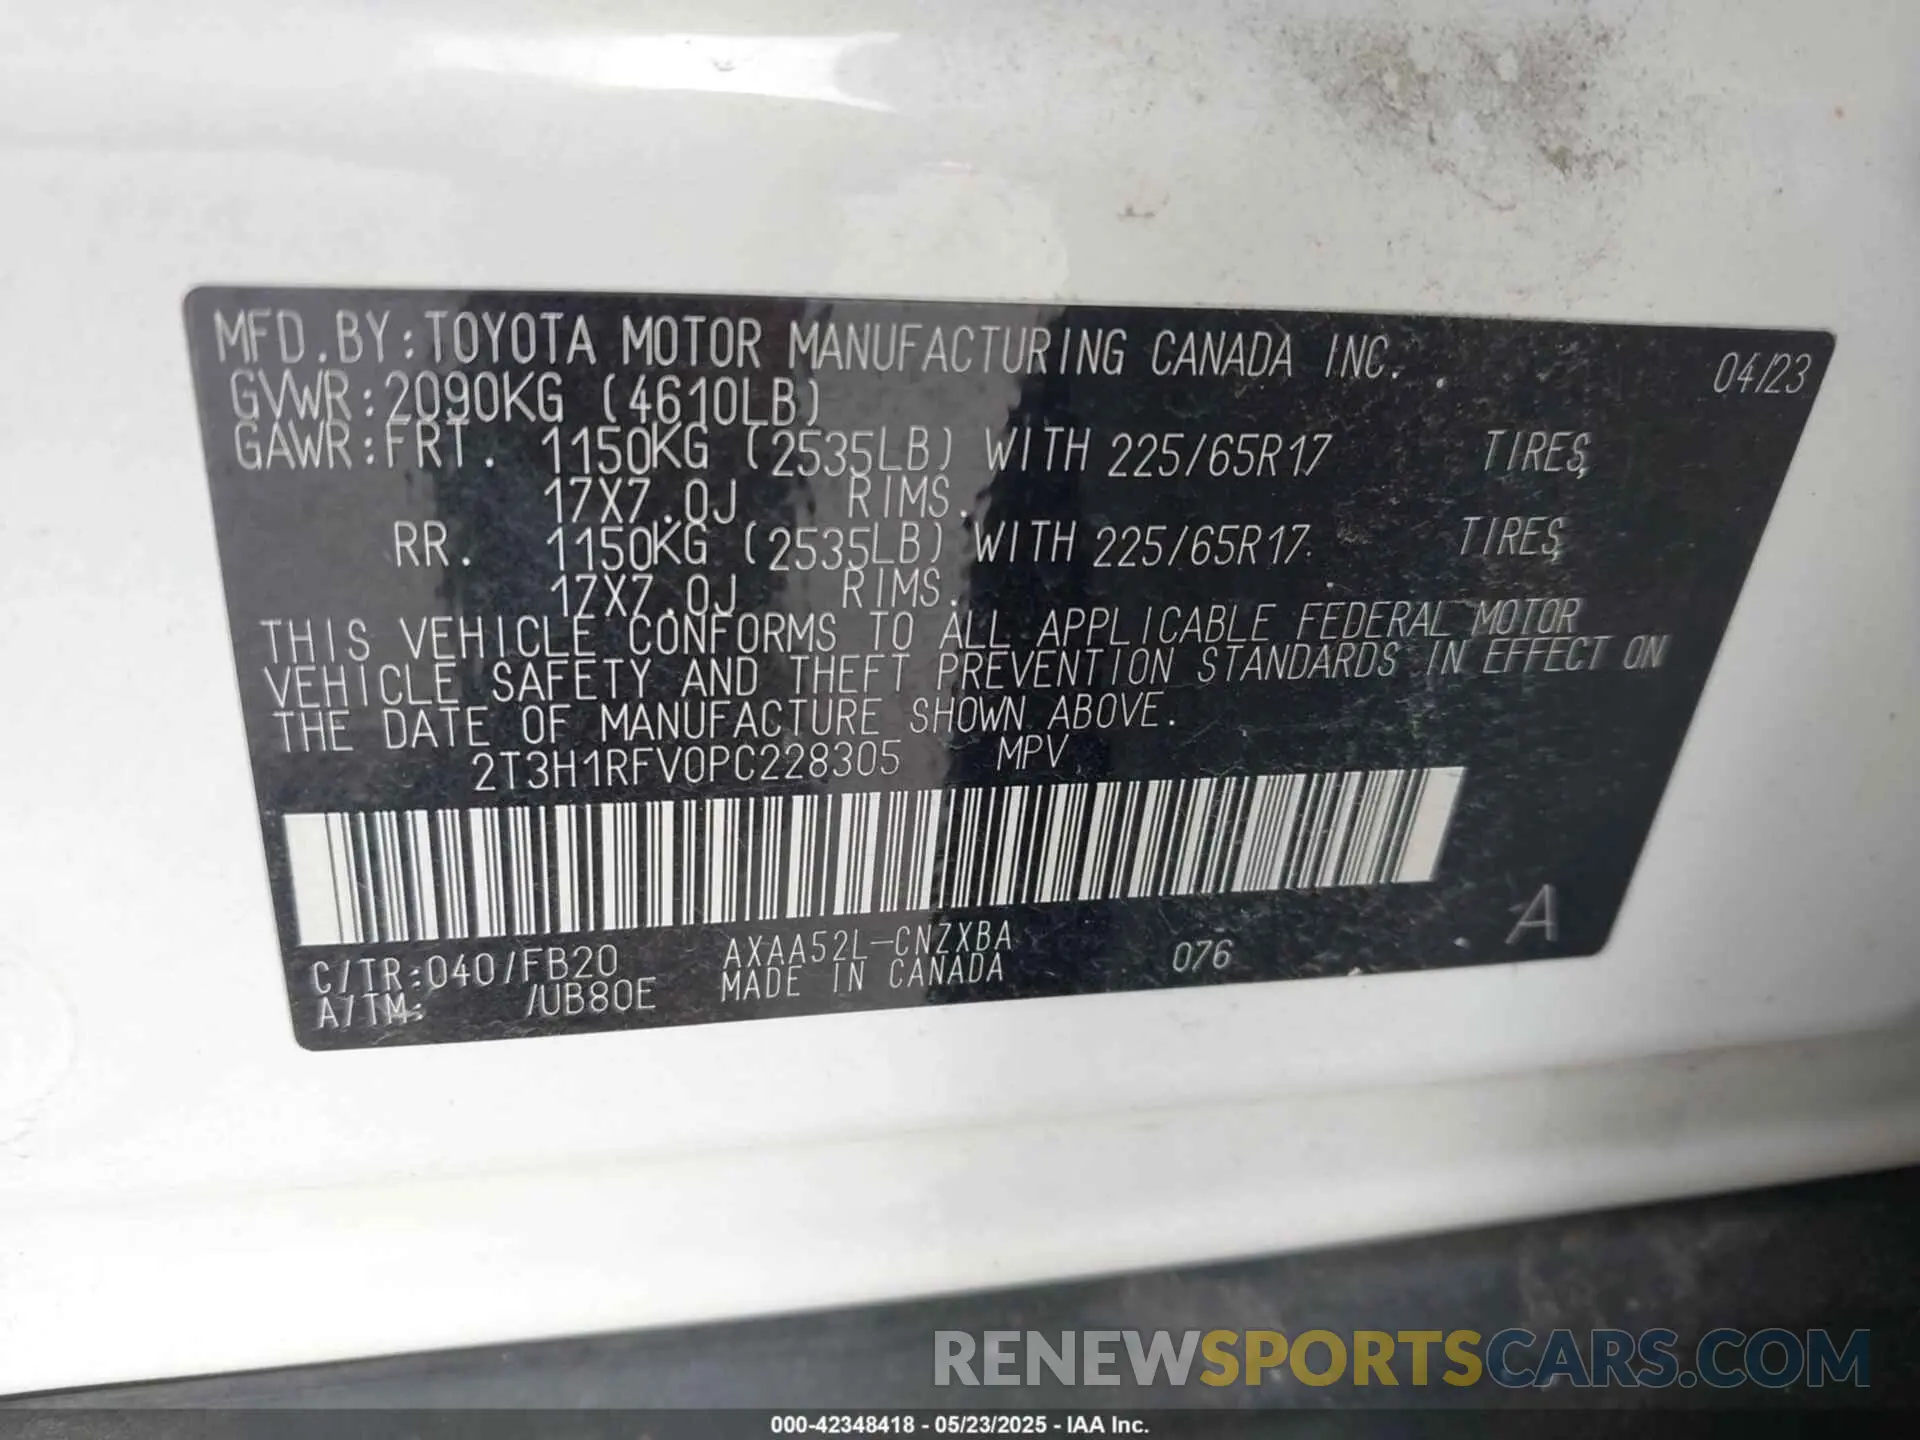 MFD.BY:TOYOTA MOTOR MANUFACTURING CANADA INC. 04/23
GVWR:2090KG (4610LB)
GAWR:FRT. 1150KG (2535LB) WITH 225/65R17 TIRES,
17X7.0J RIMS.
RR. 1150KG (2535LB) WITH 225/65R17 TIRES,
17X7.0J RIMS.
THIS VEHICLE CONFORMS TO ALL APPLICABLE FEDERAL MOTOR
VEHICLE SAFETY AND THEFT PREVENTION STANDARDS IN EFFECT ON
THE DATE OF MANUFACTURE SHOWN ABOVE.
2T3H1RFV0PC228305 MPV
C/TR:040/FB20 AXAA52L-CNZXBA 076 A
A/TM: /UB80E MADE IN CANADA
RENEWSPORTSCARS.COM
000-42348418 - 05/23/2025 - IAA Inc.